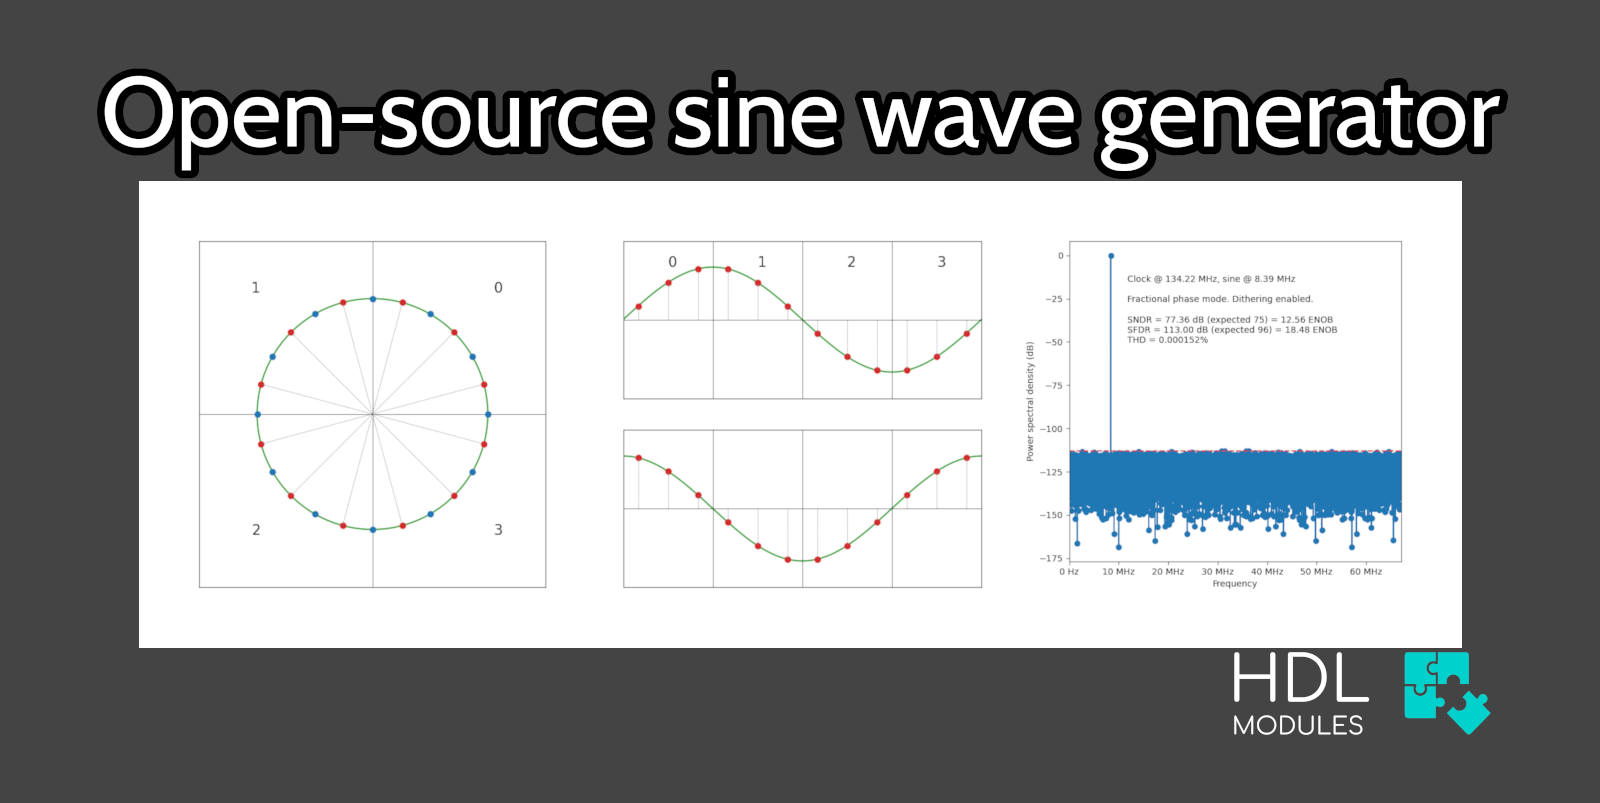 Open-source sine wave generator
1
0
2
3
0
1
2
3
0
−25
−50
−75
−100
−125
−150
−175
Power spectral density (dB)
Clock @ 134.22 MHz, sine @ 8.39 MHz
Fractional phase mode. Dithering enabled.
SNDR = 77.36 dB (expected 75) = 12.56 ENOB
SFDR = 113.00 dB (expected 96) = 18.48 ENOB
THD = 0.000152%
0 Hz
10 MHz
20 MHz
30 MHz
40 MHz
50 MHz
60 MHz
Frequency
HDL
MODULES